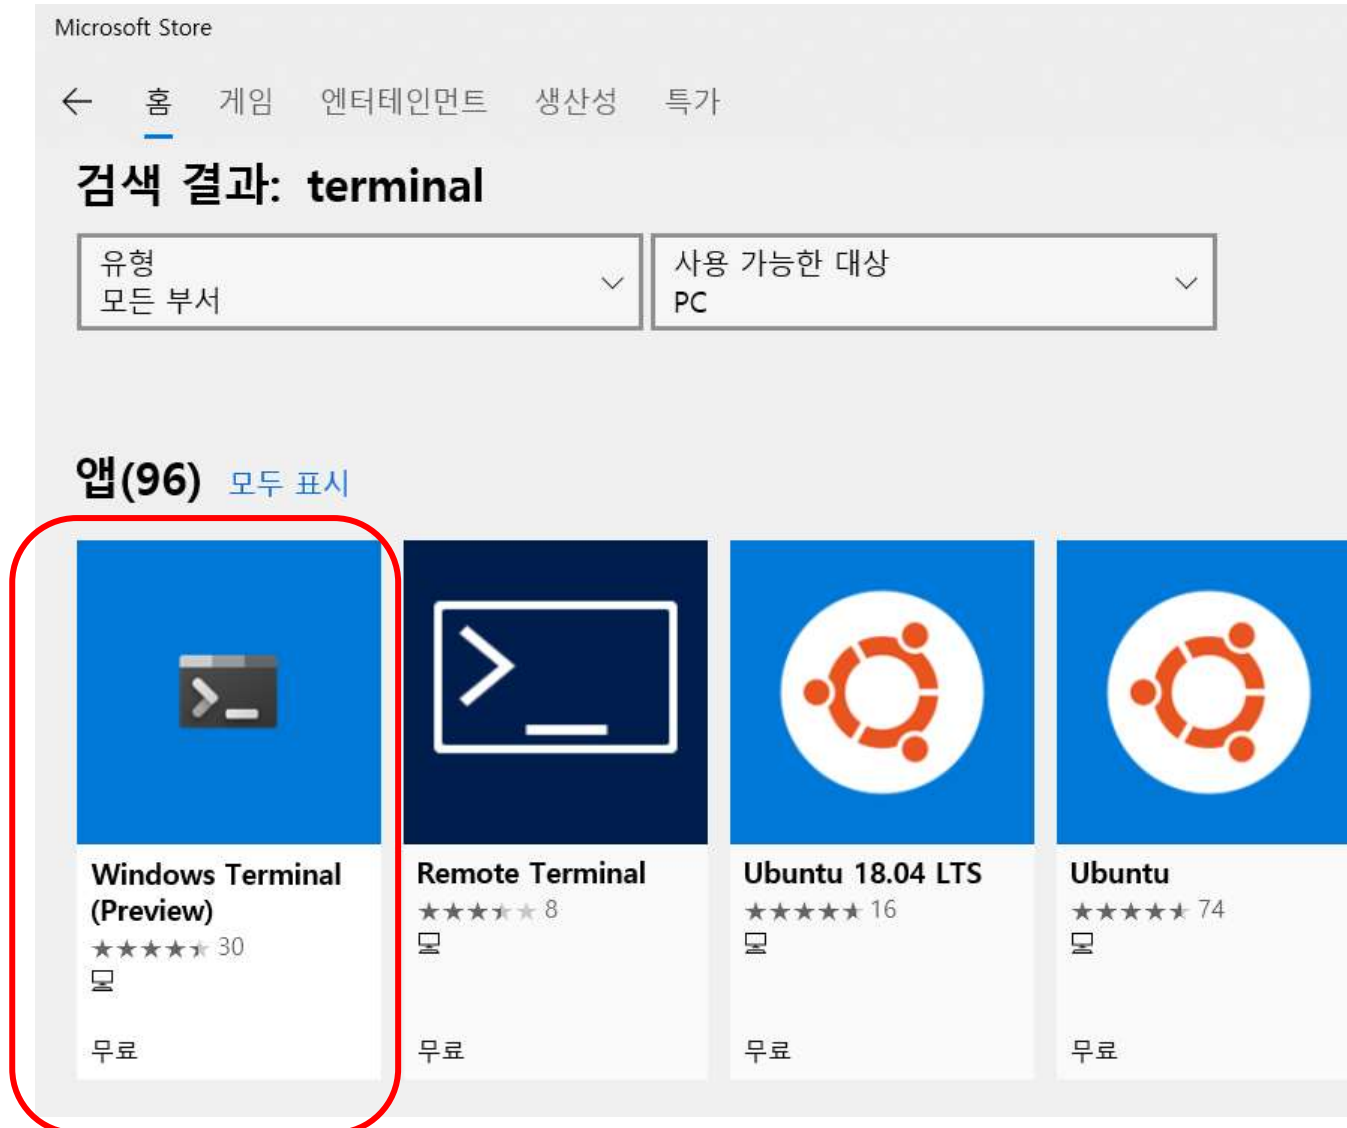 Microsoft Store
홈 게임 엔터테인먼트 생산성 특가
검색 결과: terminal
유형
모든 부서
사용 가능한 대상
PC
앱(96) 모두 표시
Windows Terminal
(Preview)
30
무료
Remote Terminal
8
무료
Ubuntu 18.04 LTS
16
무료
Ubuntu
74
무료